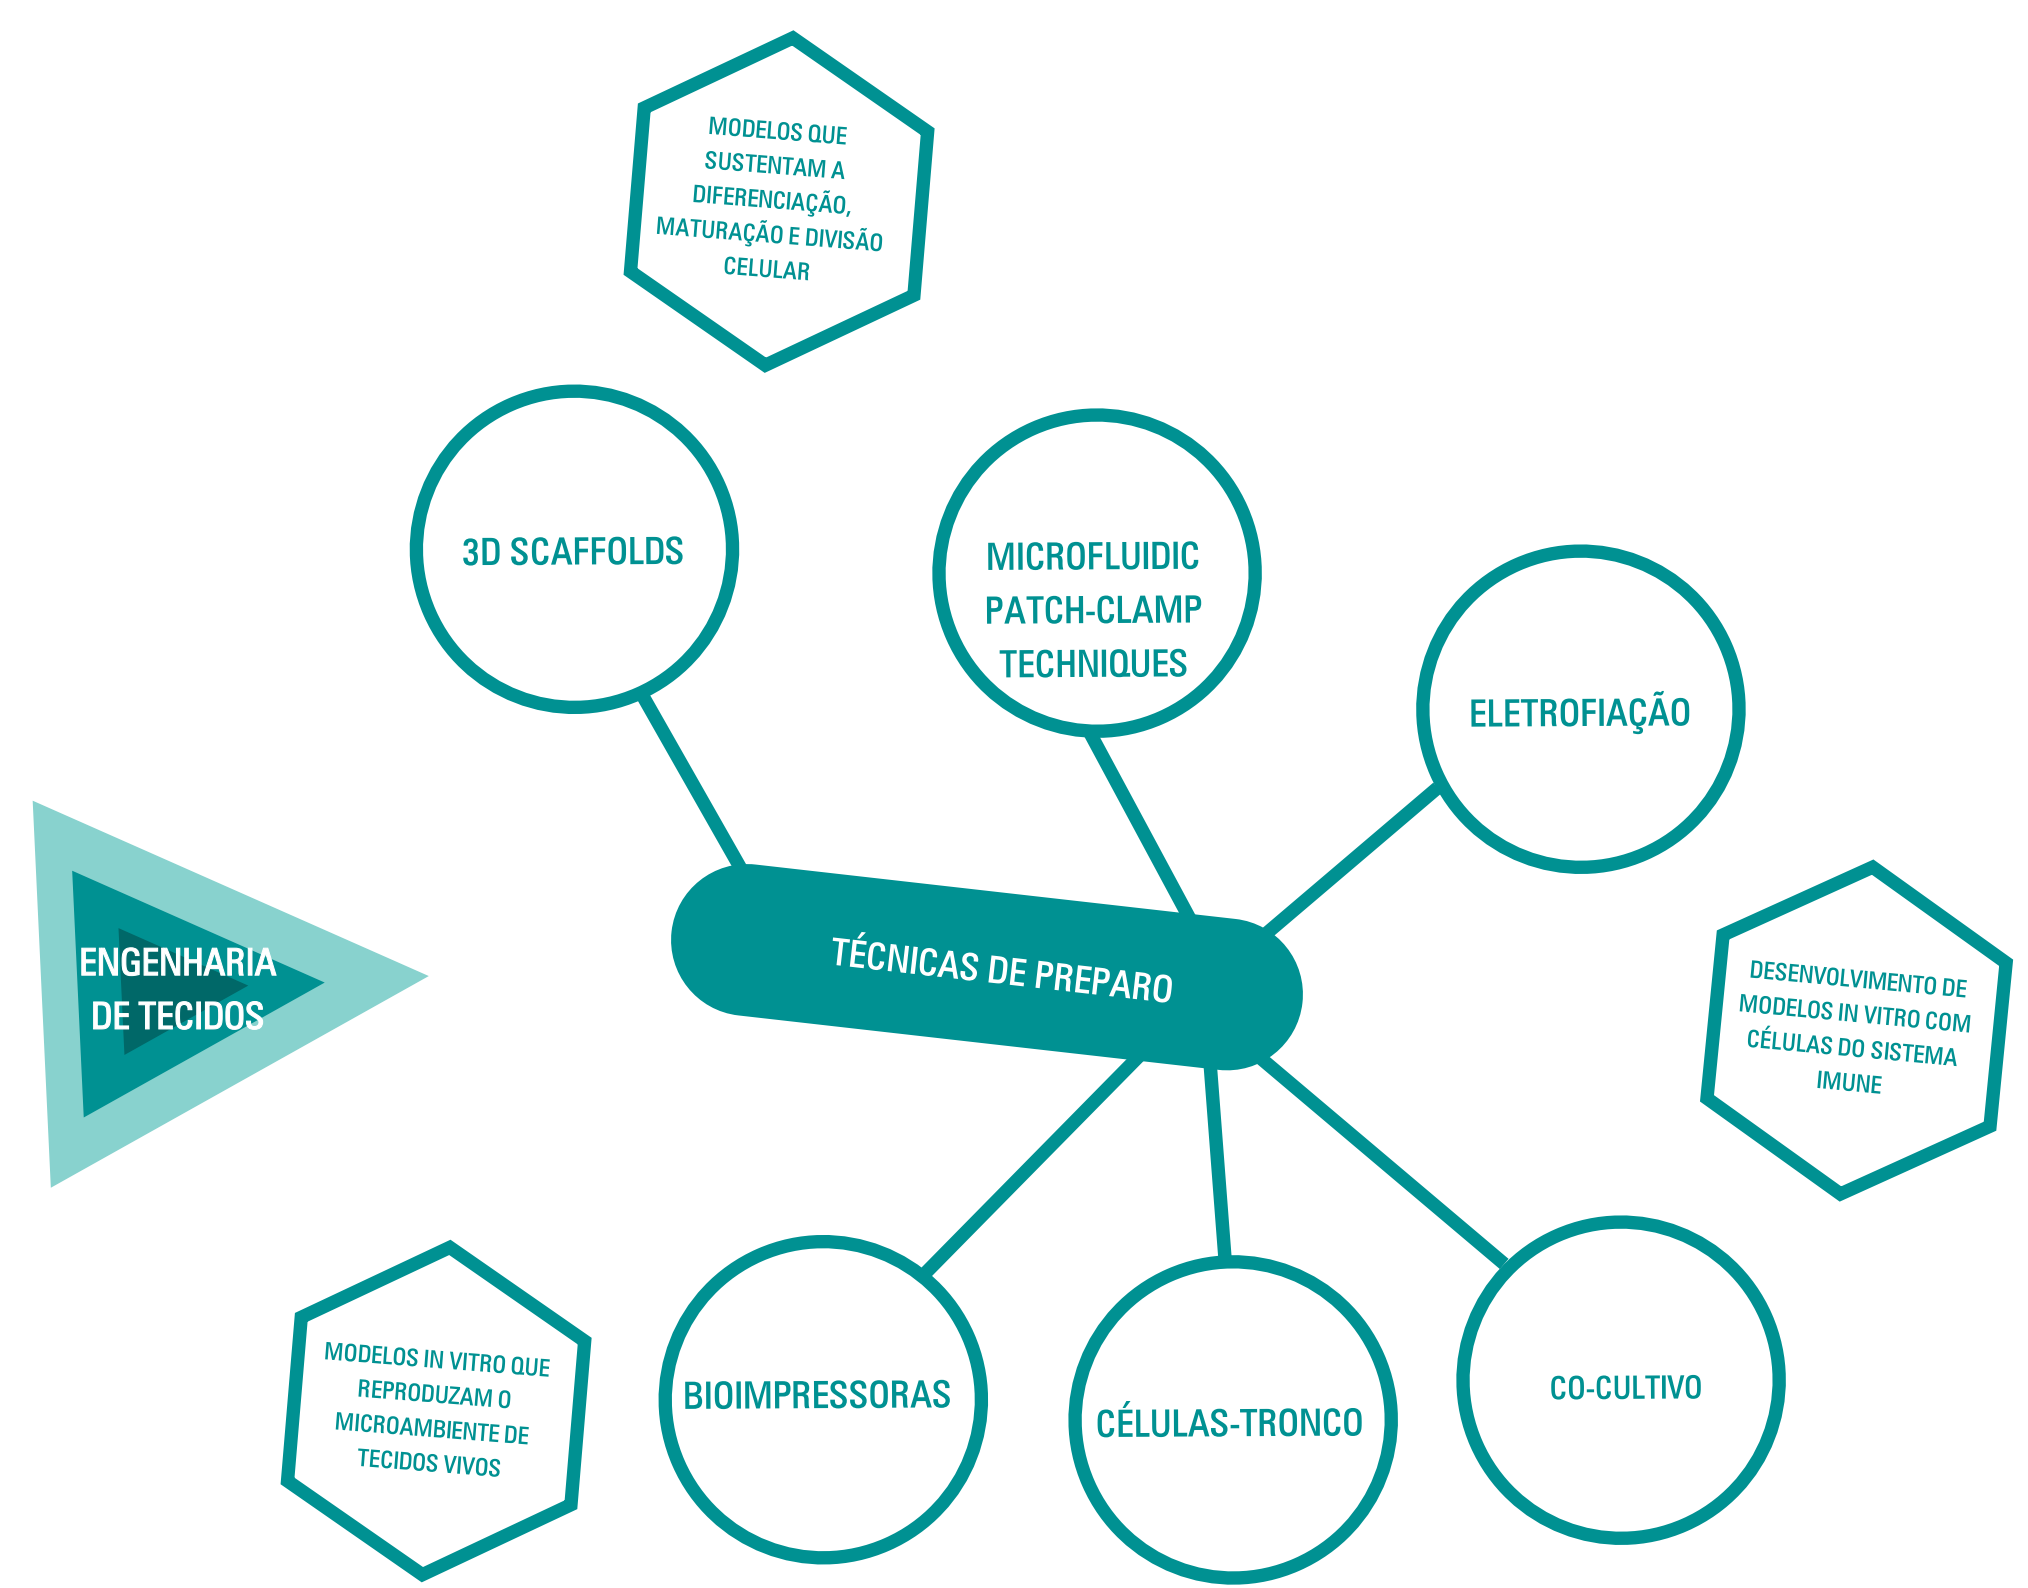 MODELOS QUE
SUSTENTAM A
DIFERENCIAÇÃO,
MATURAÇÃO E DIVISÃO
CELULAR
3D SCAFFOLDS
MICROFLUIDIC
PATCH-CLAMP
TECHNIQUES
ELETROFIAÇÃO
ENGENHARIA
DE TECIDOS
TÉCNICAS DE PREPARO
DESENVOLVIMENTO DE
MODELOS IN VITRO COM
CÉLULAS DO SISTEMA
IMUNE
MODELOS IN VITRO QUE
REPRODUZAM O
MICROAMBIENTE DE
TECIDOS VIVOS
BIOIMPRESSORAS
CÉLULAS-TRONCO
CO-CULTIVO